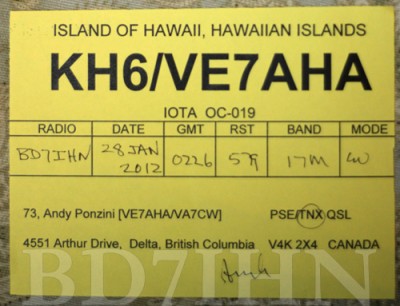 ISLAND OF HAWAII, HAWAIIAN ISLANDS
KH6/VE7AHA
IOTA OC-019
RADIO DATE GMT RST BAND MODE
BD7IHN 28 JAN 2012 0226 579 17M CW
73, Andy Ponzini [VE7AHA/VA7CW] PSE/TNX QSL
4551 Arthur Drive, Delta, British Columbia V4K 2X4 CANADA
BD7IHN